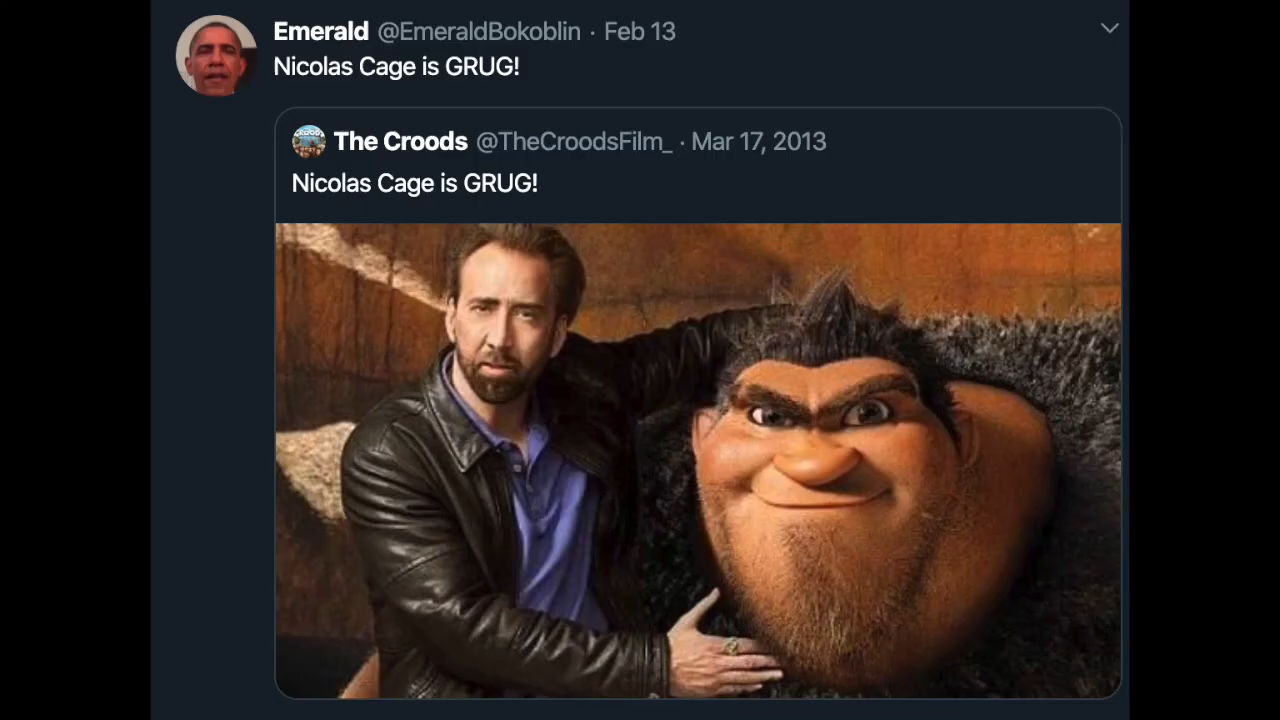 Emerald @EmeraldBokoblin · Feb 13
Nicolas Cage is GRUG!
The Croods @TheCroodsFilm_ · Mar 17, 2013
Nicolas Cage is GRUG!